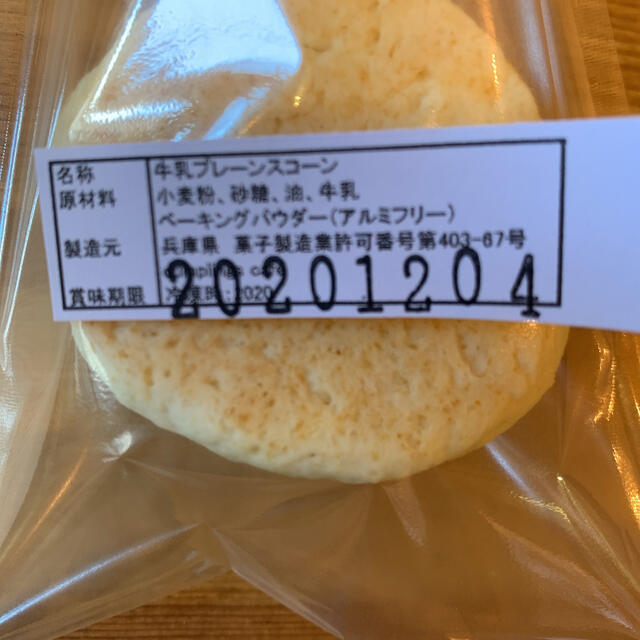 名称 牛乳プレーンスコーン
原材料 小麦粉、砂糖、油、牛乳
ベーキングパウダー(アルミフリー)
製造元 兵庫県 菓子製造業許可番号第403-67号
賞味期限 2020
20201204